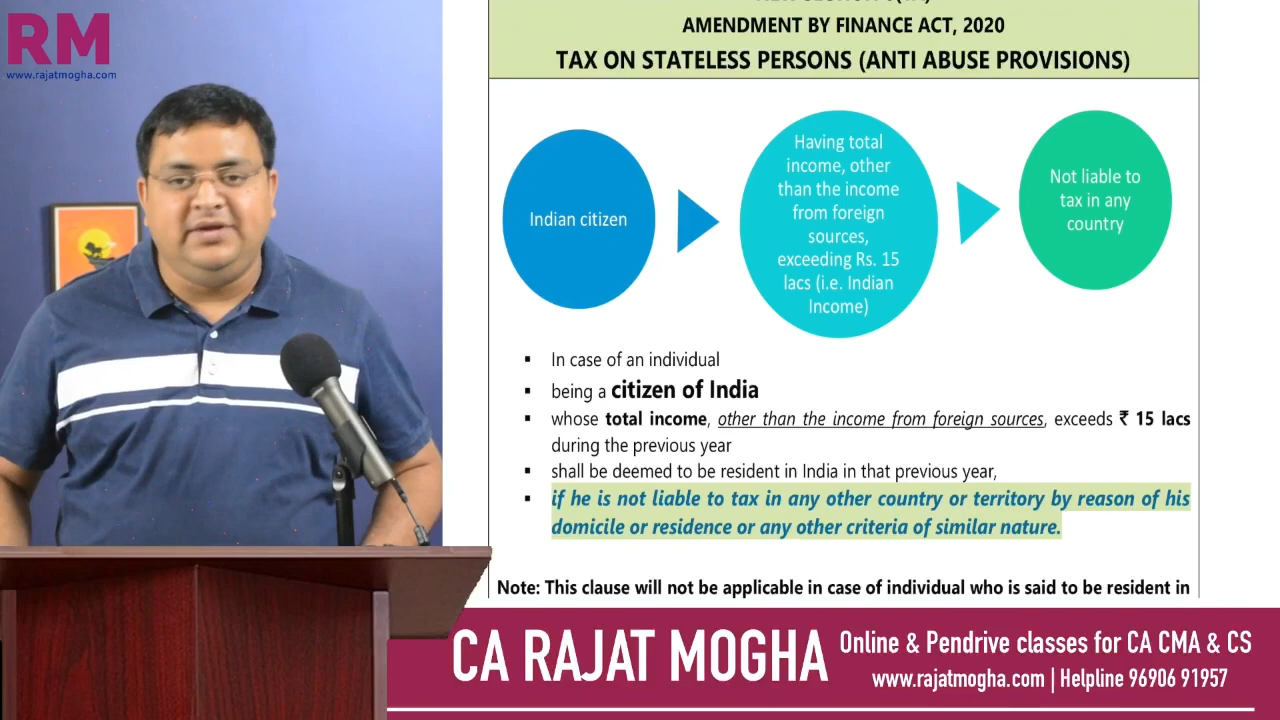 RM
www.rajatmogha.com
AMENDMENT BY FINANCE ACT, 2020
TAX ON STATELESS PERSONS (ANTI ABUSE PROVISIONS)
Indian citizen
Having total
income, other
than the income
from foreign
sources,
exceeding Rs. 15
lacs (i.e. Indian
Income)
Not liable to
tax in any
country
▪ In case of an individual
▪ being a citizen of India
▪ whose total income, other than the income from foreign sources, exceeds ₹ 15 lacs
during the previous year
▪ shall be deemed to be resident in India in that previous year,
▪ if he is not liable to tax in any other country or territory by reason of his
domicile or residence or any other criteria of similar nature.
Note: This clause will not be applicable in case of individual who is said to be resident in
CA RAJAT MOGHA
Online & Pendrive classes for CA CMA & CS
www.rajatmogha.com | Helpline 96906 91957